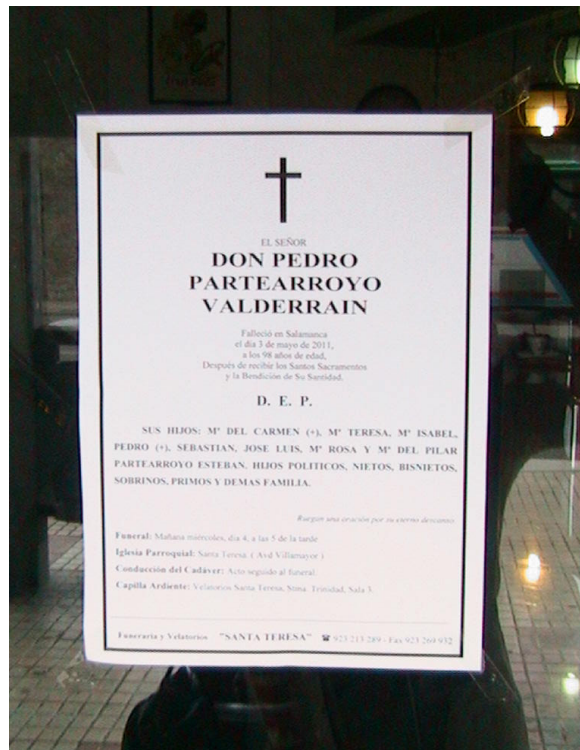 EL SEÑOR
DON PEDRO
PARTEARROYO
VALDERRAIN
Falleció en Salamanca
el día 3 de mayo de 2011,
a los 98 años de edad,
Después de recibir los Santos Sacramentos
y la Bendición de Su Santidad.
D. E. P.
SUS HIJOS: Mª DEL CARMEN (+), Mª TERESA, Mª ISABEL,
PEDRO (+), SEBASTIAN, JOSE LUIS, Mª ROSA Y Mª DEL PILAR
PARTEARROYO ESTEBAN. HIJOS POLITICOS, NIETOS, BISNIETOS,
SOBRINOS, PRIMOS Y DEMAS FAMILIA.
Ruegan una oración por su eterno descanso.
Funeral: Mañana miércoles, día 4, a las 5 de la tarde
Iglesia Parroquial: Santa Teresa. ( Avd Villamayor )
Conducción del Cadáver: Acto seguido al funeral.
Capilla Ardiente: Velatorios Santa Teresa, Stma. Trinidad, Sala 3.
Funeraria y Velatorios "SANTA TERESA" ☎ 923 213 289 - Fax 923 269 932